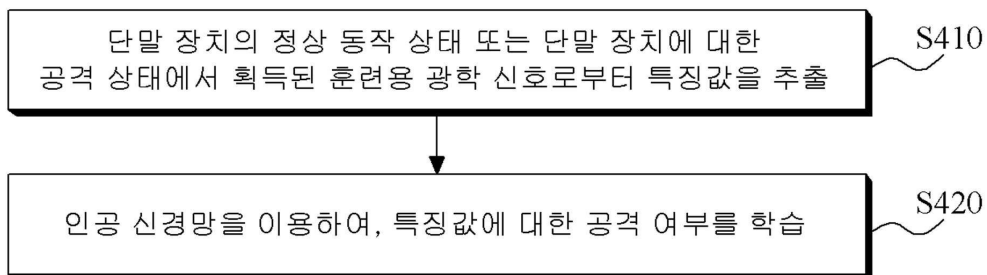 단말 장치의 정상 동작 상태 또는 단말 장치에 대한
공격 상태에서 획득된 훈련용 광학 신호로부터 특징값을 추출
S410
인공 신경망을 이용하여, 특징값에 대한 공격 여부를 학습
S420